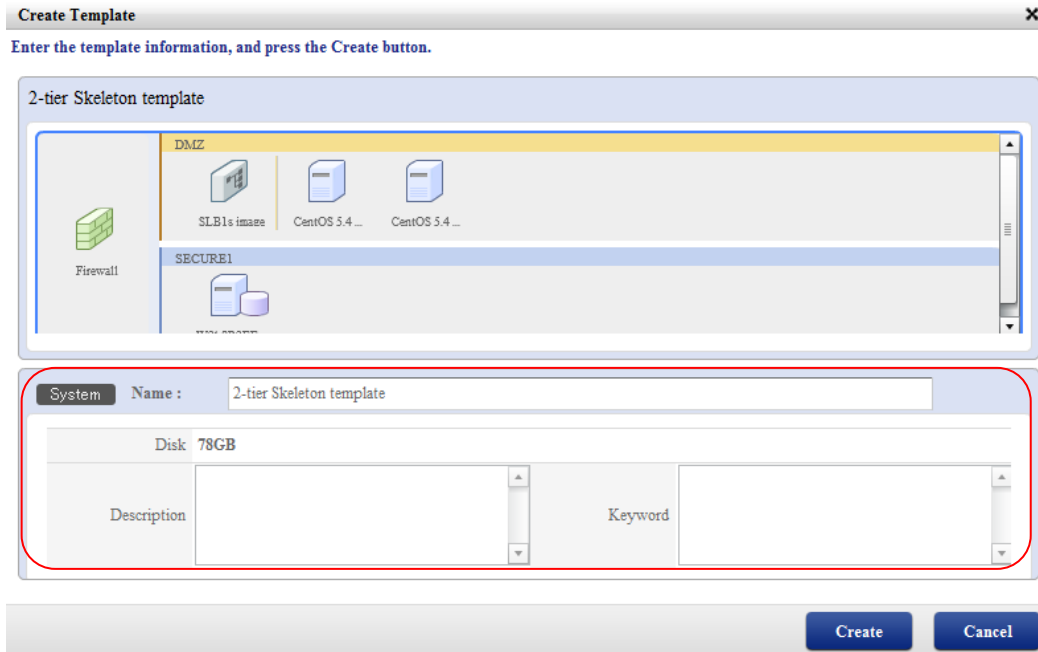 Create Template
Enter the template information, and press the Create button.
2-tier Skeleton template
DMZ
SLB1s image CentOS 5.4 ... CentOS 5.4 ...
Firewall
SECURE1
System Name : 2-tier Skeleton template
Disk 78GB
Description Keyword
Create Cancel